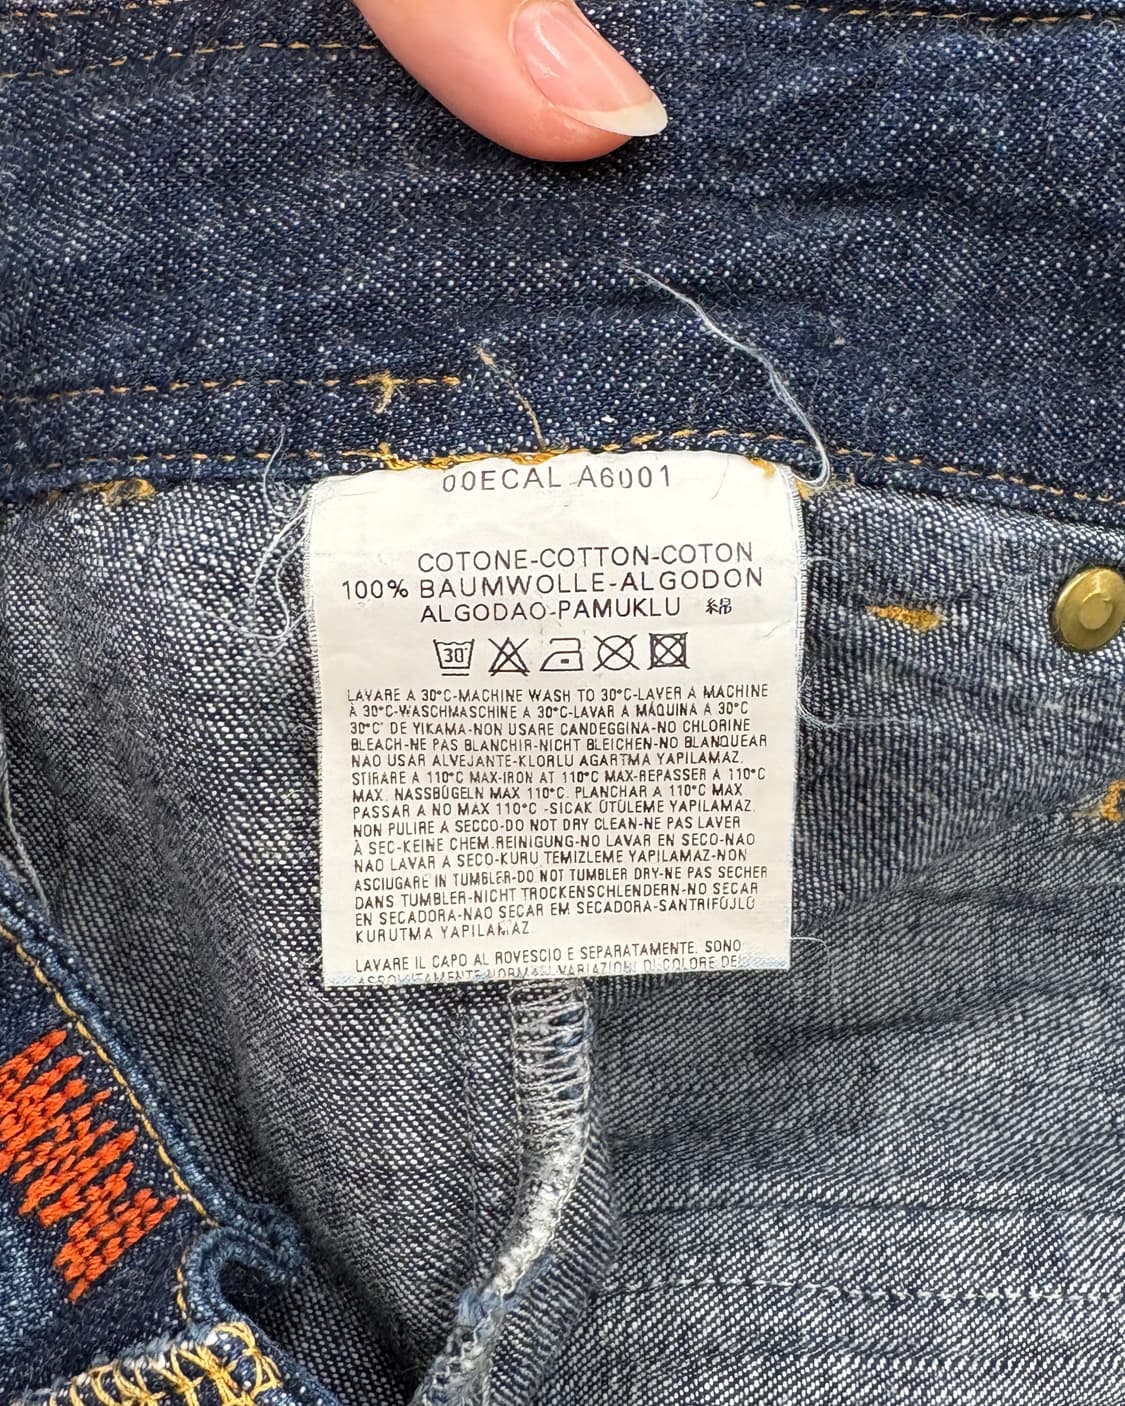 00ECAL A6001
COTONE-COTTON-COTON
100% BAUMWOLLE-ALGODON
ALGODAO-PAMUKLU 綿
30°
LAVARE A 30°C-MACHINE WASH TO 30°C-LAVER A MACHINE
À 30°C-WASCHMASCHINE A 30°C-LAVAR A MÁQUINA A 30°C
30°C' DE YIKAMA-NON USARE CANDEGGINA-NO CHLORINE
BLEACH-NE PAS BLANCHIR-NICHT BLEICHEN-NO BLANQUEAR
NAO USAR ALVEJANTE-KLORLU AGARTMA YAPILAMAZ.
STIRARE A 110°C MAX-IRON AT 110°C MAX-REPASSER A 110°C
MAX. NASSBÜGELN MAX 110°C. PLANCHAR A 110°C MAX
PASSAR A NO MAX 110°C -SICAK ÜTÜLEME YAPILAMAZ
NON PULIRE A SECCO-DO NOT DRY CLEAN-NE PAS LAVER
À SEC-KEINE CHEM.REINIGUNG-NO LAVAR EN SECO-NAO
NAO LAVAR A SECO-KURU TEMIZLEME YAPILAMAZ-NON
ASCIUGARE IN TUMBLER-DO NOT TUMBLER DRY-NE PAS SECHER
DANS TUMBLER-NICHT TROCKENSCHLENDERN-NO SECAR
EN SECADORA-NAO SECAR EM SECADORA-SANTRIFÜJLÜ
KURUTMA YAPILAMAZ.
LAVARE IL CAPO AL ROVESCIO E SEPARATAMENTE. SONO
ASSOLUTAMENTE NORMALI VARIAZIONI DI COLORE DEL